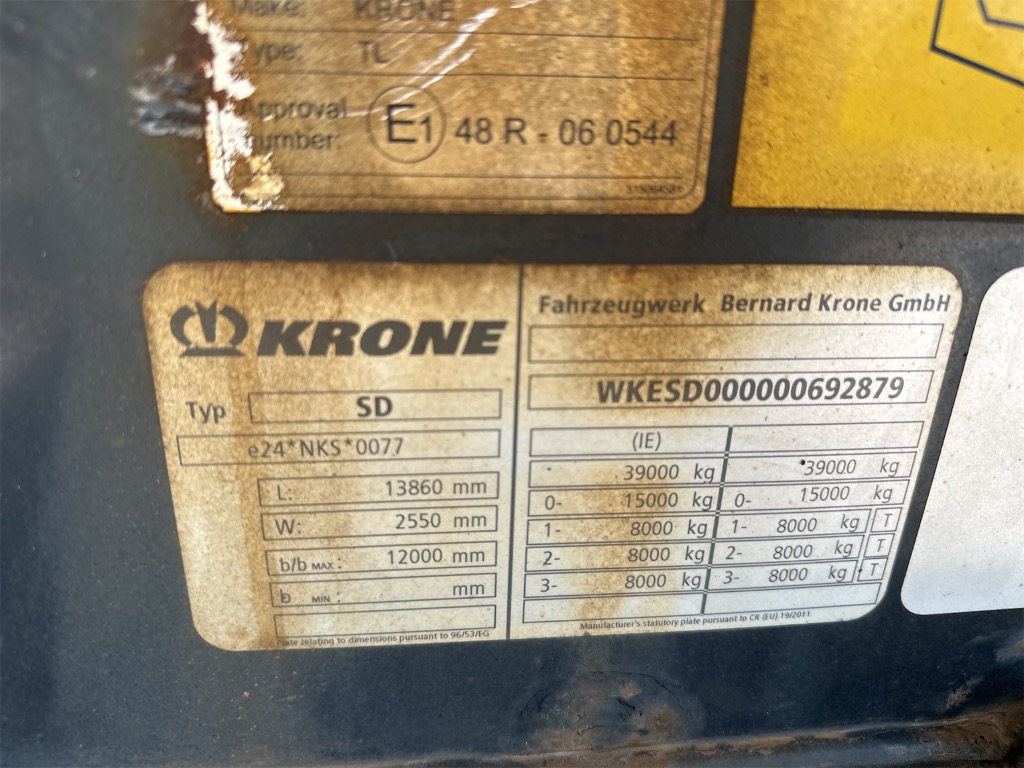 Make: KRONE
Type: TL
Approval
number: E1 48 R - 06 0544
KRONE
Typ SD
e24*NKS*0077
L: 13860 mm
W: 2550 mm
b/b MAX : 12000 mm
b MIN : mm
Plate relating to dimensions pursuant to 96/53/EG
Fahrzeugwerk Bernard Krone GmbH
WKESD000000692879
(IE)
39000 kg 39000 kg
0- 15000 kg 0- 15000 kg
1- 8000 kg 1- 8000 kg T
2- 8000 kg 2- 8000 kg T
3- 8000 kg 3- 8000 kg T
Manufacturer's statutory plate pursuant to CR (EU) 19/2011